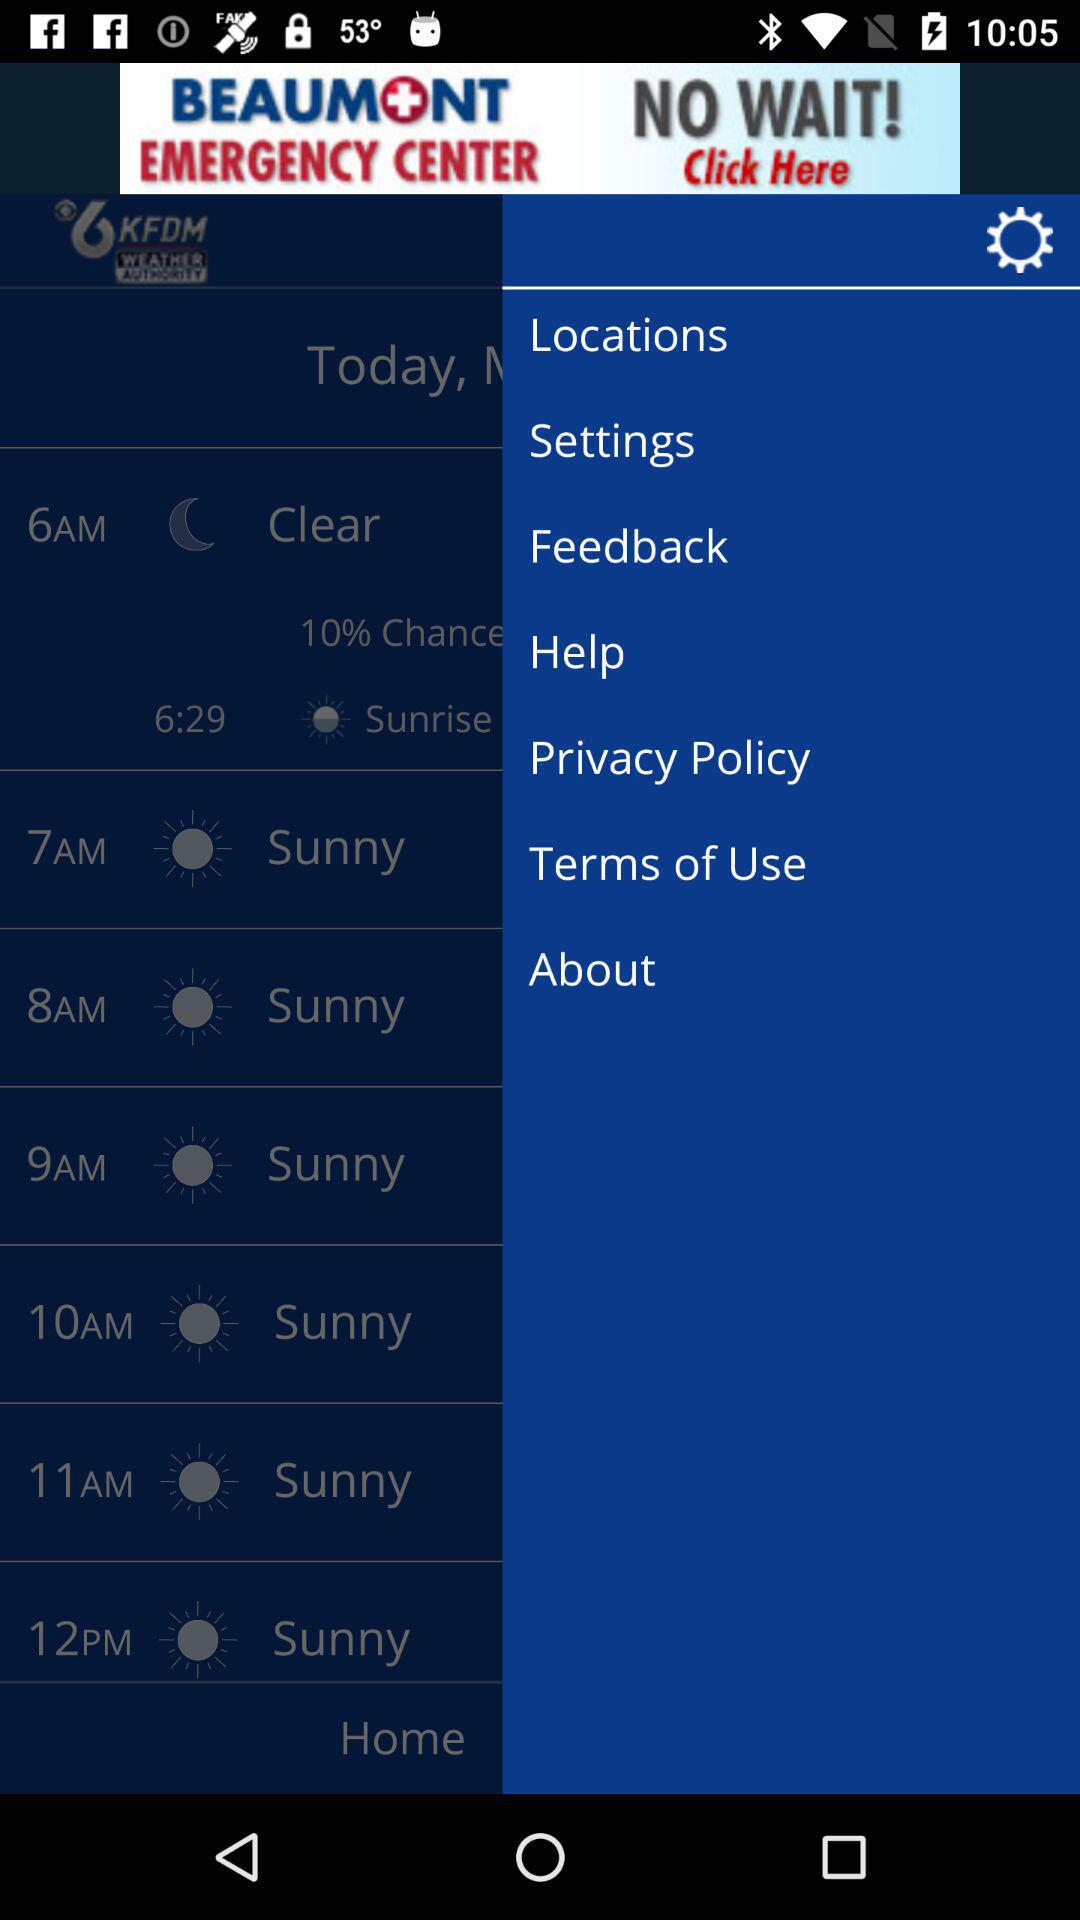 FAKE 53° 10:05
BEAUMONT NO WAIT!
EMERGENCY CENTER Click Here
6 KFDM
WEATHER
AUTHORITY
Today, M
Locations
Settings
6AM Clear
Feedback
10% Chance
Help
6:29 Sunrise
Privacy Policy
7AM Sunny
Terms of Use
About
8AM Sunny
9AM Sunny
10AM Sunny
11AM Sunny
12PM Sunny
Home